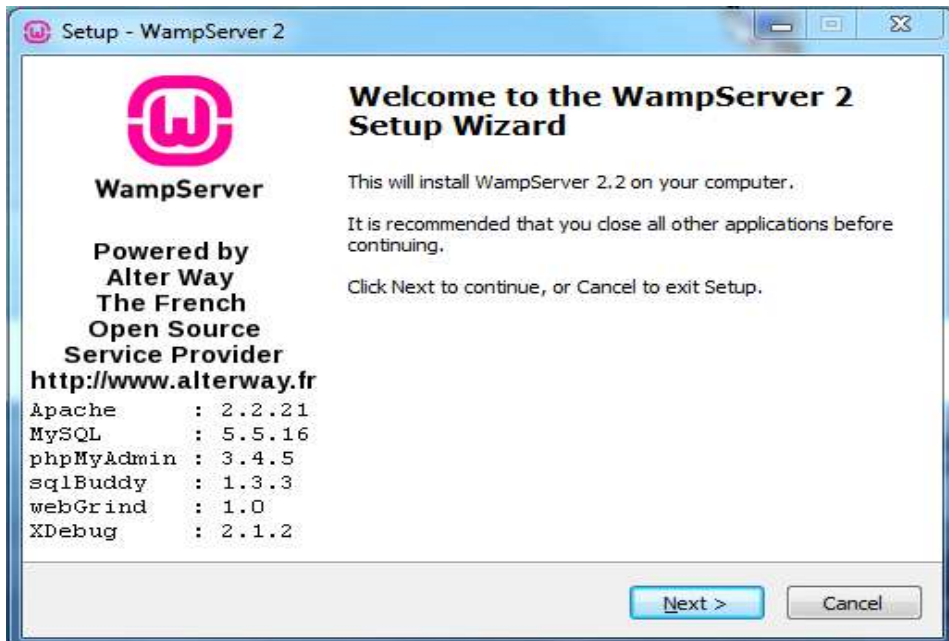 Setup - WampServer 2
W
WampServer
Powered by
Alter Way
The French
Open Source
Service Provider
http://www.alterway.fr
Apache : 2.2.21
MySQL : 5.5.16
phpMyAdmin : 3.4.5
sqlBuddy : 1.3.3
webGrind : 1.0
XDebug : 2.1.2
Welcome to the WampServer 2
Setup Wizard
This will install WampServer 2.2 on your computer.
It is recommended that you close all other applications before
continuing.
Click Next to continue, or Cancel to exit Setup.
Next >
Cancel